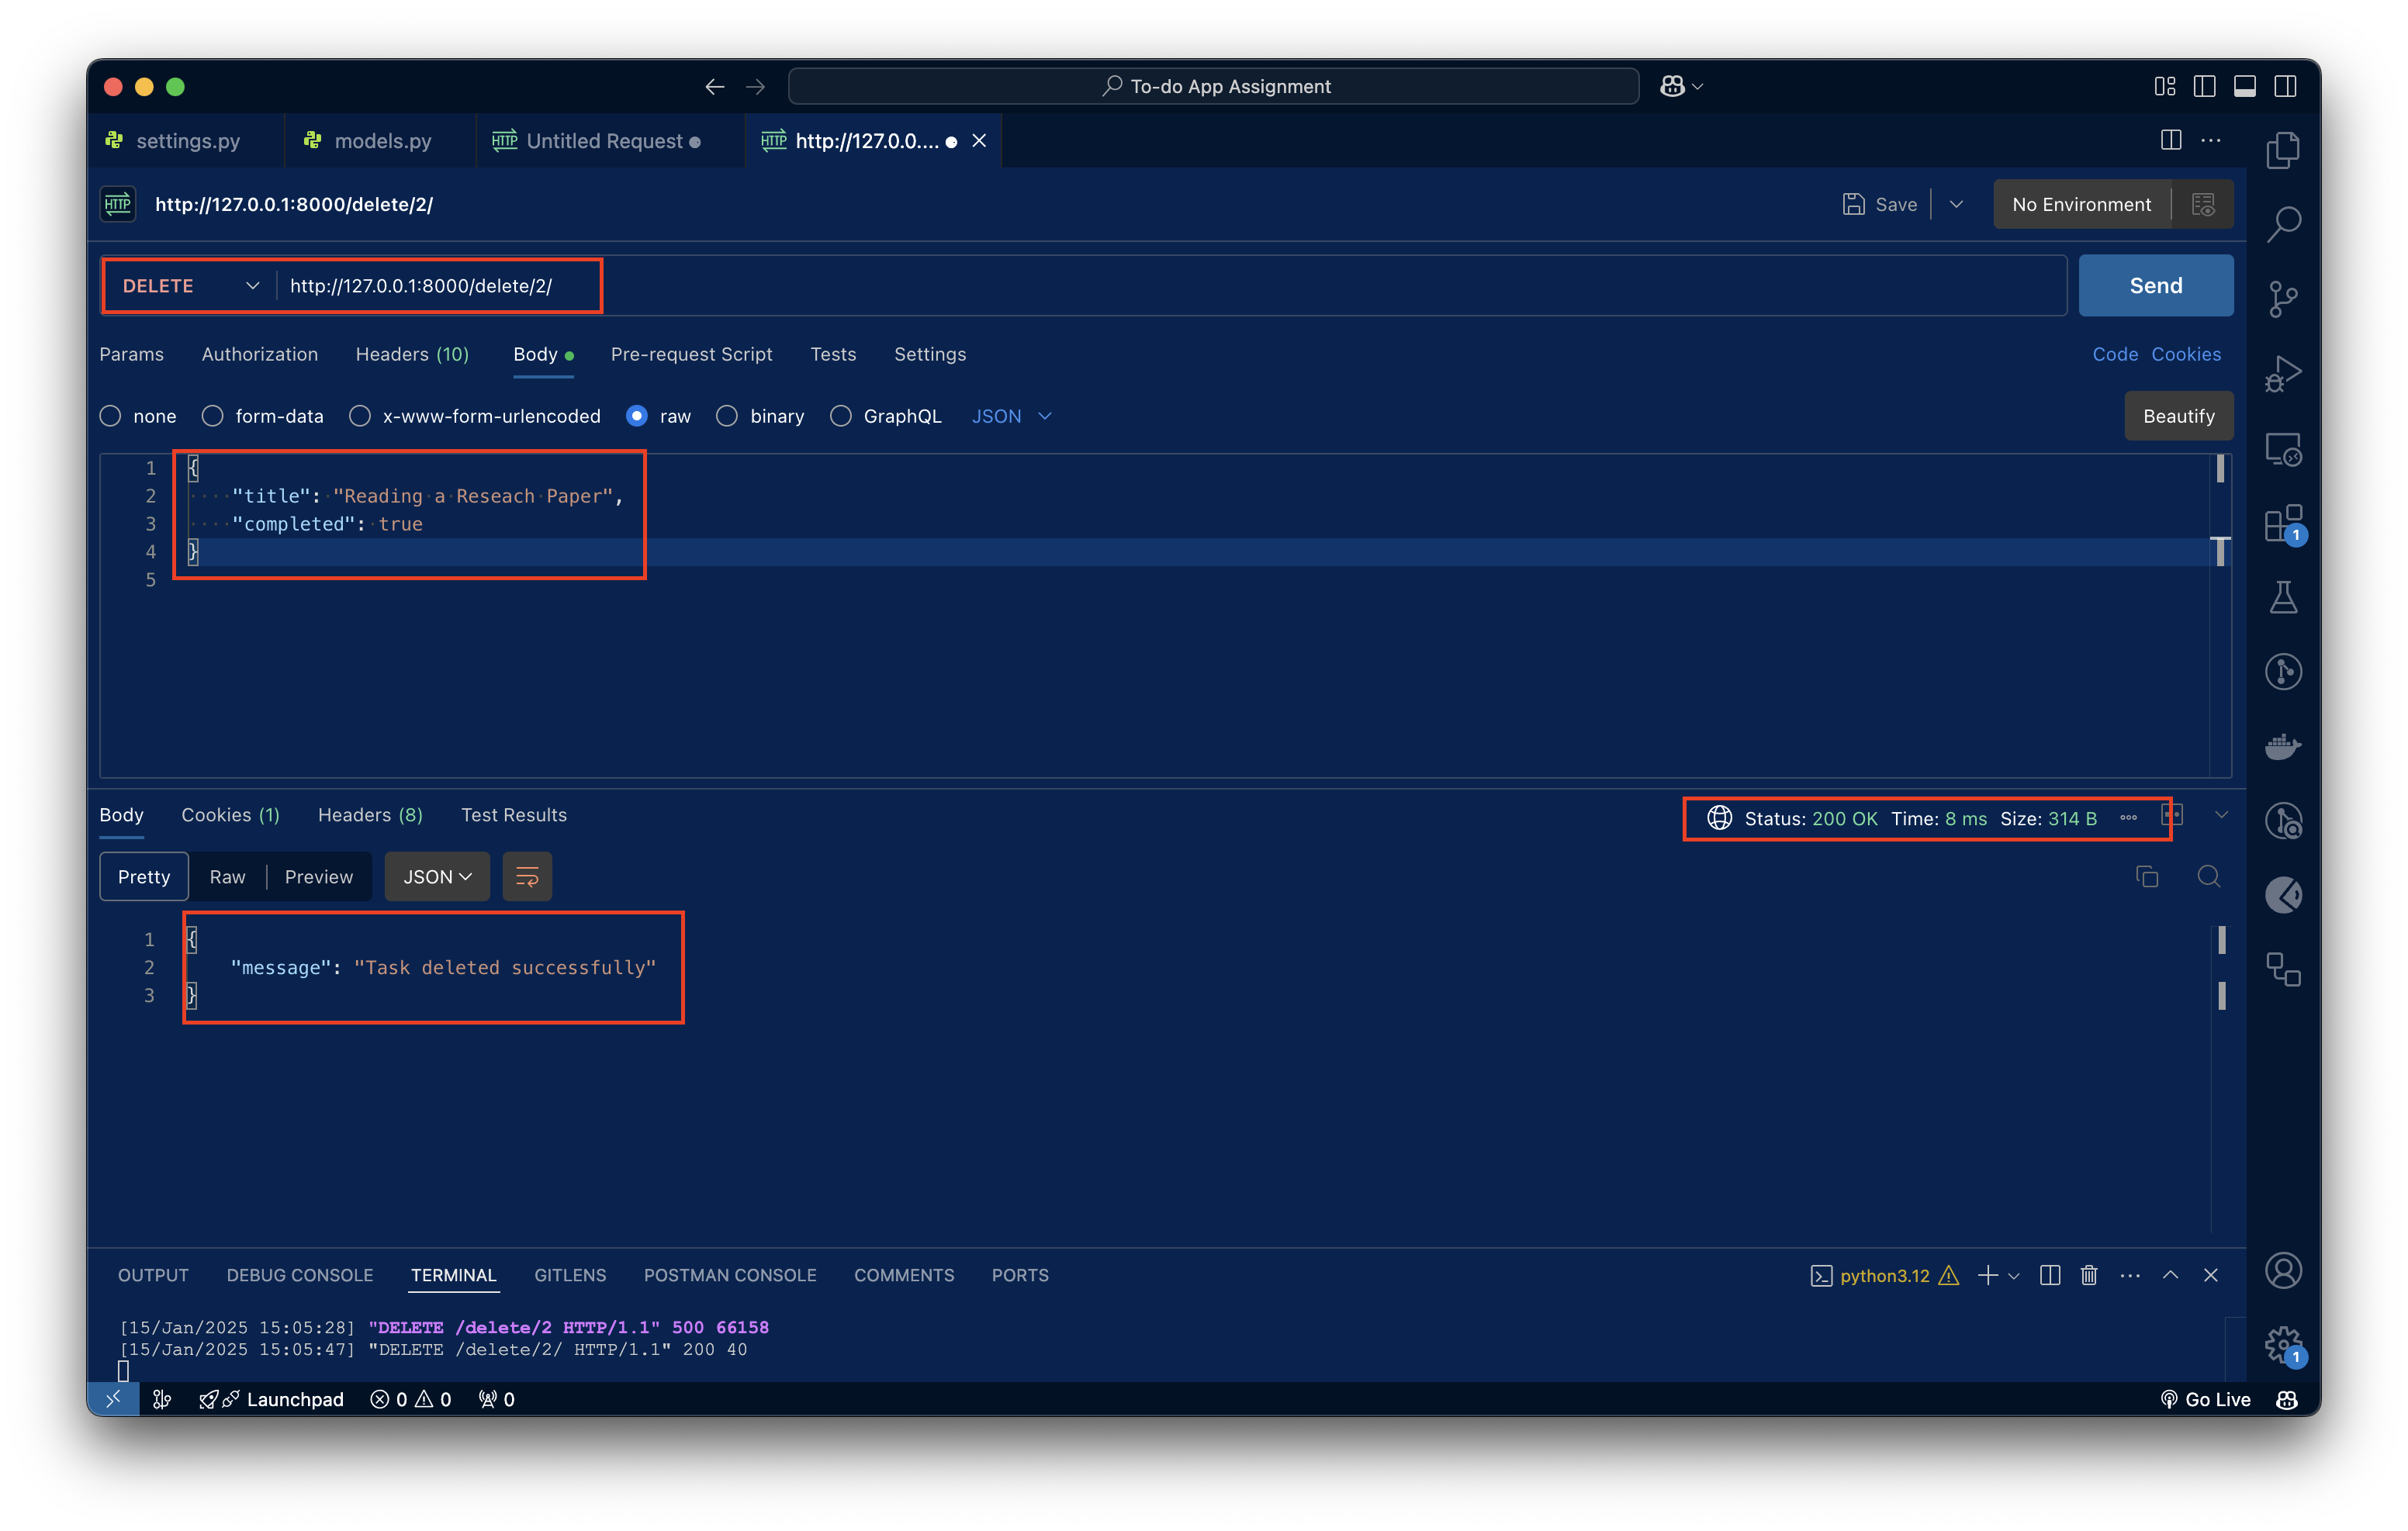 To-do App Assignment
settings.py
models.py
HTTP Untitled Request
HTTP http://127.0.0....
HTTP http://127.0.0.1:8000/delete/2/
Save
No Environment
DELETE http://127.0.0.1:8000/delete/2/
Send
Params Authorization Headers (10) Body Pre-request Script Tests Settings
Code Cookies
none form-data x-www-form-urlencoded raw binary GraphQL JSON
Beautify
1 {
2 "title": "Reading a Reseach Paper",
3 "completed": true
4 }
5
Body Cookies (1) Headers (8) Test Results
Status: 200 OK Time: 8 ms Size: 314 B
Pretty Raw Preview JSON
1 {
2 "message": "Task deleted successfully"
3 }
OUTPUT DEBUG CONSOLE TERMINAL GITLENS POSTMAN CONSOLE COMMENTS PORTS
python3.12
[15/Jan/2025 15:05:28] "DELETE /delete/2 HTTP/1.1" 500 66158
[15/Jan/2025 15:05:47] "DELETE /delete/2/ HTTP/1.1" 200 40
Launchpad 0 0 0
Go Live
1
1